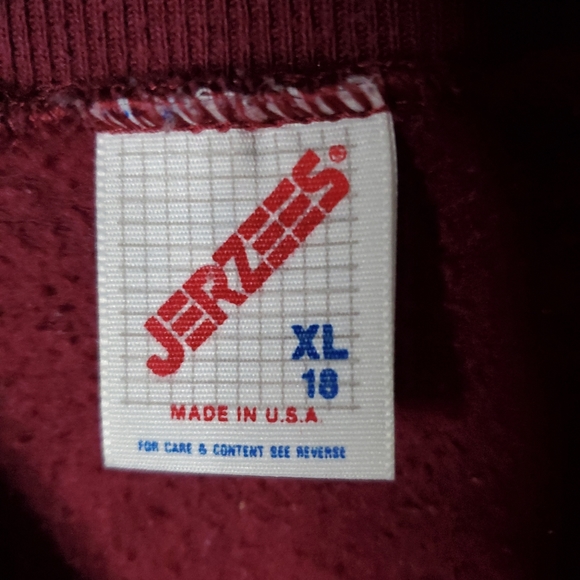 JERZEES®
XL
18
MADE IN U.S.A.
FOR CARE & CONTENT SEE REVERSE